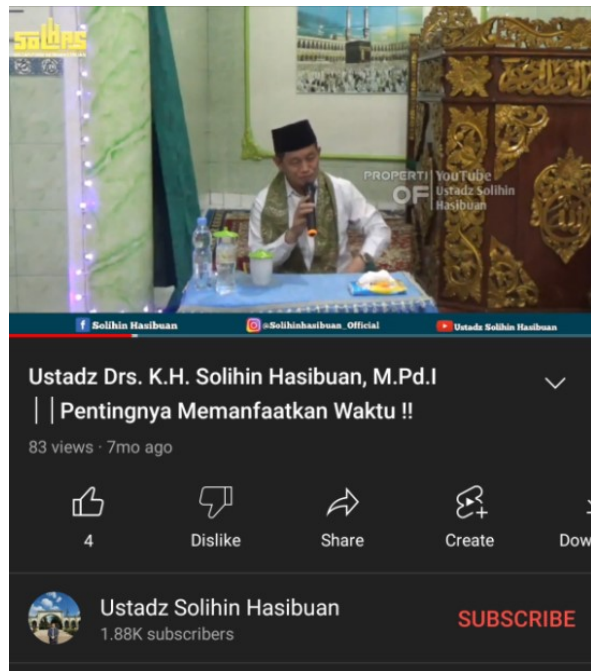 SOLHPS
PROPERTI OF
YouTube
Ustadz Solihin
Hasibuan
Solihin Hasibuan
@Solihinhasibuan_Official
Ustadz Solihin Hasibuan
Ustadz Drs. K.H. Solihin Hasibuan, M.Pd.I
││Pentingnya Memanfaatkan Waktu !!
83 views · 7mo ago
4
Dislike
Share
Create
Dow
Ustadz Solihin Hasibuan
1.88K subscribers
SUBSCRIBE